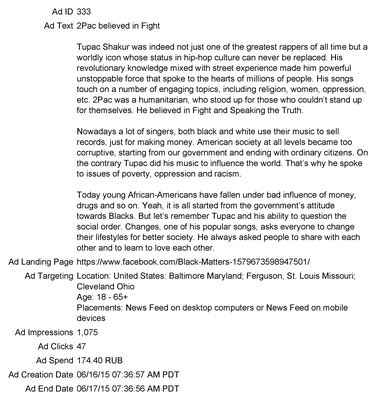 Ad ID 333
Ad Text 2Pac believed in Fight
Tupac Shakur was indeed not just one of the greatest rappers of all time but a
worldly icon whose status in hip-hop culture can never be replaced. His
revolutionary knowledge mixed with street experience made him powerful
unstoppable force that spoke to the hearts of millions of people. His songs
touch on a number of engaging topics, including religion, women, oppression,
etc. 2Pac was a humanitarian, who stood up for those who couldn't stand up
for themselves. He believed in Fight and Speaking the Truth.
Nowadays a lot of singers, both black and white use their music to sell
records, just for making money. American society at all levels became too
corruptive, starting from our government and ending with ordinary citizens. On
the contrary Tupac did his music to influence the world. That's why he spoke
to issues of poverty, oppression and racism.
Today young African-Americans have fallen under bad influence of money,
drugs and so on. Yeah, it is all started from the government's attitude
towards Blacks. But let's remember Tupac and his ability to question the
social order. Changes, one of his popular songs, asks everyone to change
their lifestyles for better society. He always asked people to share with each
other and to learn to love each other.
Ad Landing Page https://www.facebook.com/Black-Matters-1579673598947501/
Ad Targeting Location: United States: Baltimore Maryland; Ferguson, St. Louis Missouri;
Cleveland Ohio
Age: 18 - 65+
Placements: News Feed on desktop computers or News Feed on mobile
devices
Ad Impressions 1,075
Ad Clicks 47
Ad Spend 174.40 RUB
Ad Creation Date 06/16/15 07:36:57 AM PDT
Ad End Date 06/17/15 07:36:56 AM PDT